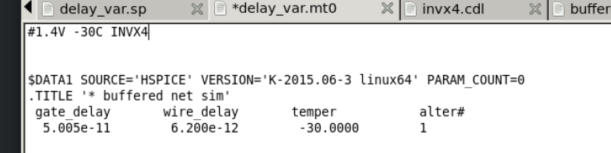 delay_var.sp *delay_var.mt0 invx4.cdl buffer
#1.4V -30C INVX4
$DATA1 SOURCE='HSPICE' VERSION='K-2015.06-3 linux64' PARAM_COUNT=0
.TITLE '* buffered net sim'
gate_delay wire_delay temper alter#
5.005e-11 6.200e-12 -30.0000 1